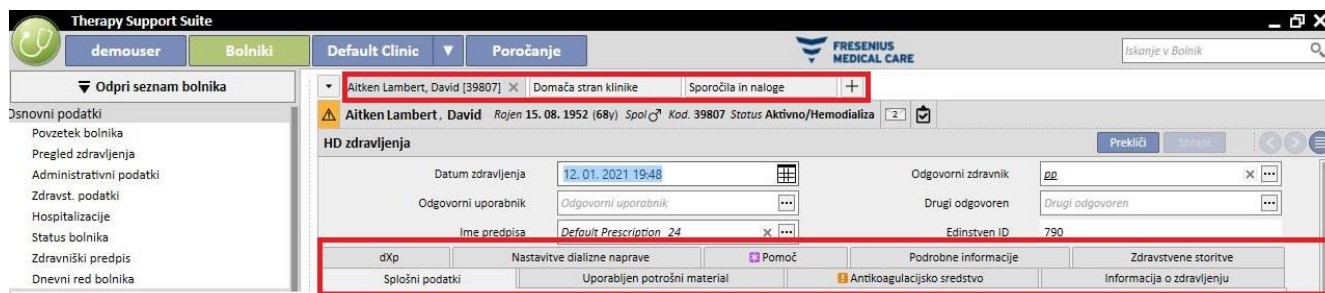 Therapy Support Suite
demouser Bolniki Default Clinic Poročanje FRESENIUS MEDICAL CARE Iskanje v Bolnik
Odpri seznam bolnika
Aitken Lambert, David [39807] Domača stran klinike Sporočila in naloge
Osnovni podatki
Aitken Lambert, David Rojen 15. 08. 1952 (68y) Spol Kod. 39807 Status Aktivno/Hemodializa 2
Povzetek bolnika
Pregled zdravljenja
Administrativni podatki
Zdravst. podatki
Hospitalizacije
Status bolnika
Zdravniški predpis
Dnevni red bolnika
HD zdravljenja Prekliči Shrani
Datum zdravljenja 12. 01. 2021 19:48 Odgovorni zdravnik pp
Odgovorni uporabnik Odgovorni uporabnik Drugi odgovoren Drugi odgovoren
Ime predpisa Default Prescription 24 Edinstven ID 790
dXp Nastavitve dializne naprave Pomoč Podrobne informacije Zdravstvene storitve
Splošni podatki Uporabljen potrošni material Antikoagulacijsko sredstvo Informacija o zdravljenju